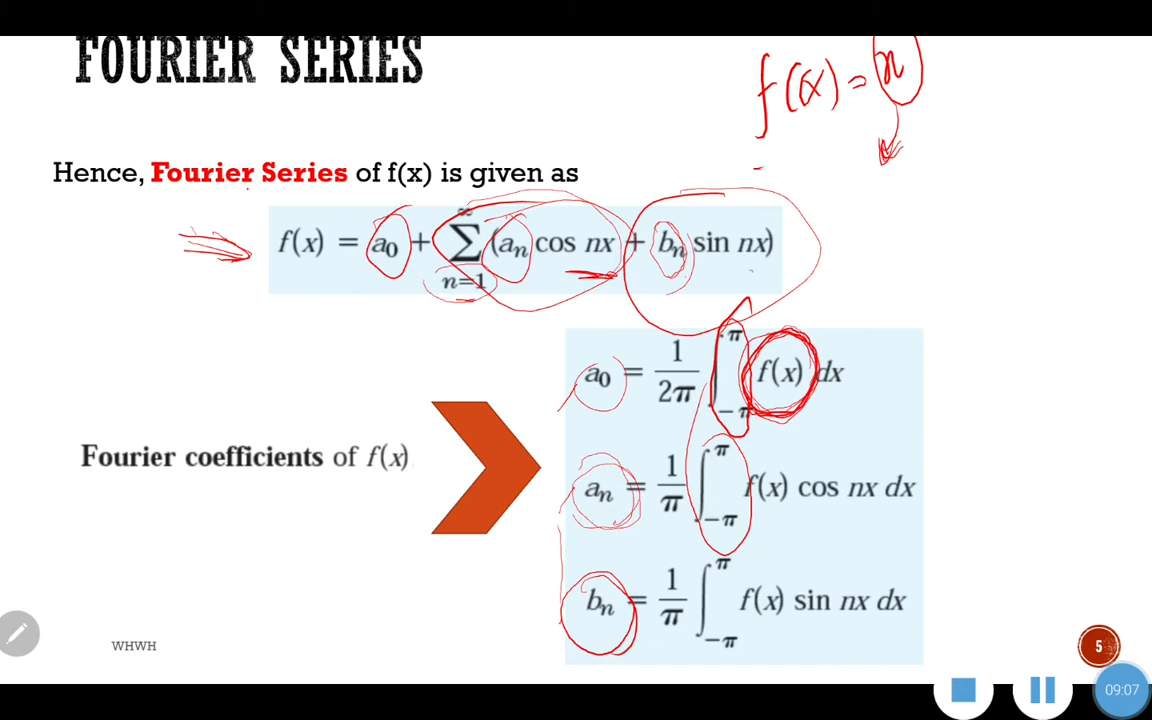 FOURIER SERIES
f(x) = x
Hence, Fourier Series of f(x) is given as
f(x) = a₀ + ∑_{n=1}^{∞} (aₙ cos nx + bₙ sin nx)
a₀ = 1/2π ∫_{-π}^{π} f(x) dx
Fourier coefficients of f(x)
aₙ = 1/π ∫_{-π}^{π} f(x) cos nx dx
bₙ = 1/π ∫_{-π}^{π} f(x) sin nx dx
WHWH
5
09:07